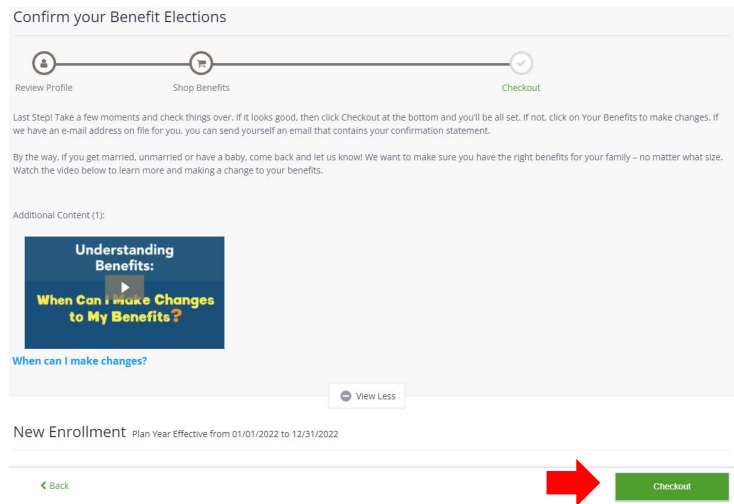 Confirm your Benefit Elections
Review Profile
Shop Benefits
Checkout
Last Step! Take a few moments and check things over. If it looks good, then click Checkout at the bottom and you'll be all set. If not, click on Your Benefits to make changes. If
we have an e-mail address on file for you, you can send yourself an email that contains your confirmation statement.
By the way, if you get married, unmarried or have a baby, come back and let us know! We want to make sure you have the right benefits for your family – no matter what size.
Watch the video below to learn more and making a change to your benefits.
Additional Content (1):
Understanding
Benefits:
When Can I Make Changes
to My Benefits?
When can I make changes?
View Less
New Enrollment Plan Year Effective from 01/01/2022 to 12/31/2022
Back
Checkout